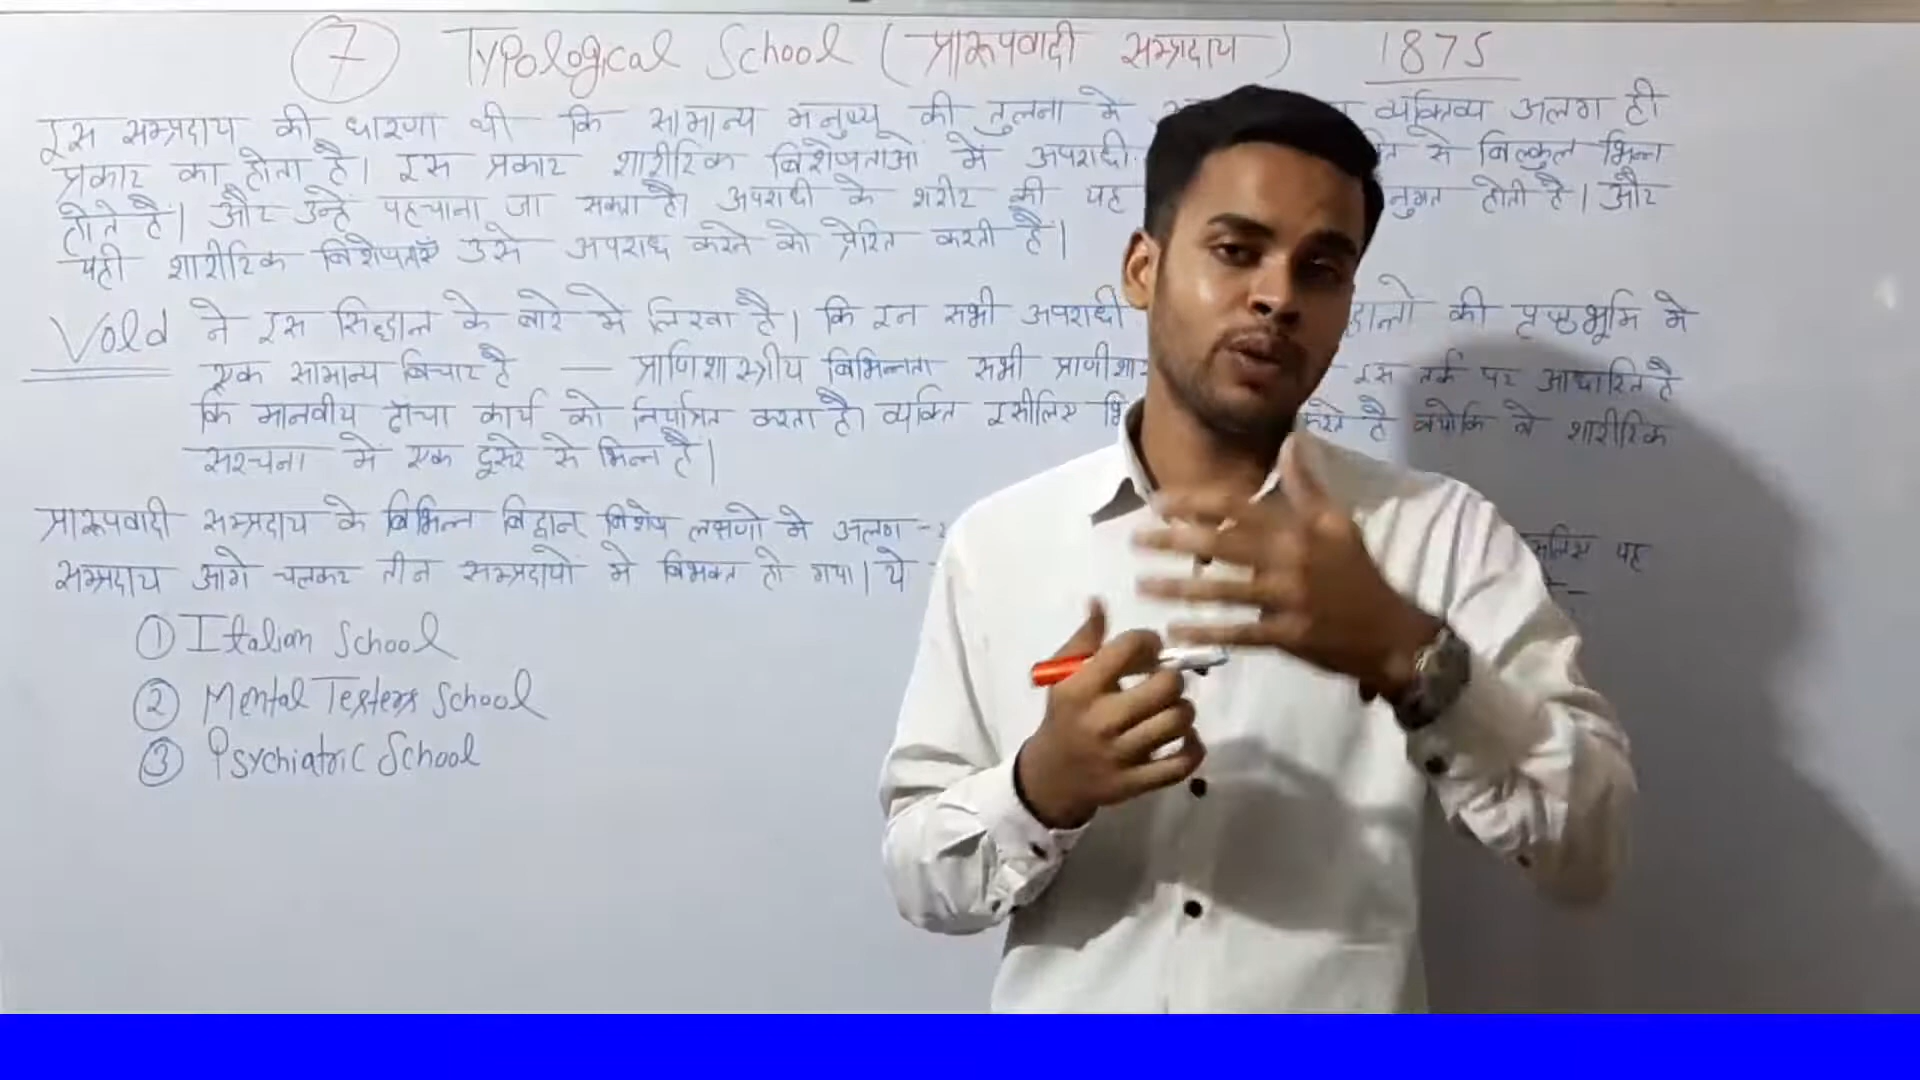 7 Typological School (प्रारूपवादी सम्प्रदाय) 1875
इस सम्प्रदाय की धारणा थी कि सामान्य मनुष्य की तुलना मे व्यक्तित्व अलग ही
प्रकार का होता है। इस प्रकार शारीरिक विशेषताओं में अपराधी से बिल्कुल भिन्न
होते हैं। और उन्हें पहचाना जा सकता है। अपराधी के शरीर की यह होती है। और
यही शारीरिक विशेषताएँ उसे अपराध करने को प्रेरित करती हैं।
Vold ने इस सिद्धान्त के बारे मे लिखा है। कि इन सभी अपराधी की पृष्ठभूमि मे
एक सामान्य विचार है — प्राणिशास्त्रीय विभिन्नता सभी इस तर्क पर आधारित है
कि मानवीय ढाँचा कार्य को निर्यात्रित करता है। व्यक्ति इसीलिए करते है क्योकि वे शारीरिक
संरचना मे एक दूसरे से भिन्न है।
प्रारूपवादी सम्प्रदाय के विभिन्न विद्वान् विशेष लक्षणो मे अलग - यह
सम्प्रदाय आगे चलकर तीन सम्प्रदायो मे विभक्त हो गया। ये
① Italian School
② Mental Testers School
③ Psychiatric School